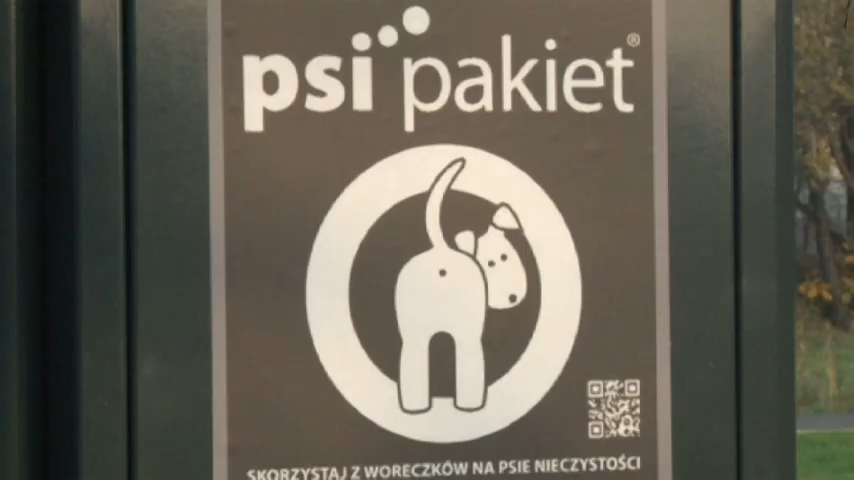 psi pakiet®
SKORZYSTAJ Z WORECZKÓW NA PSIE NIECZYSTOŚCI